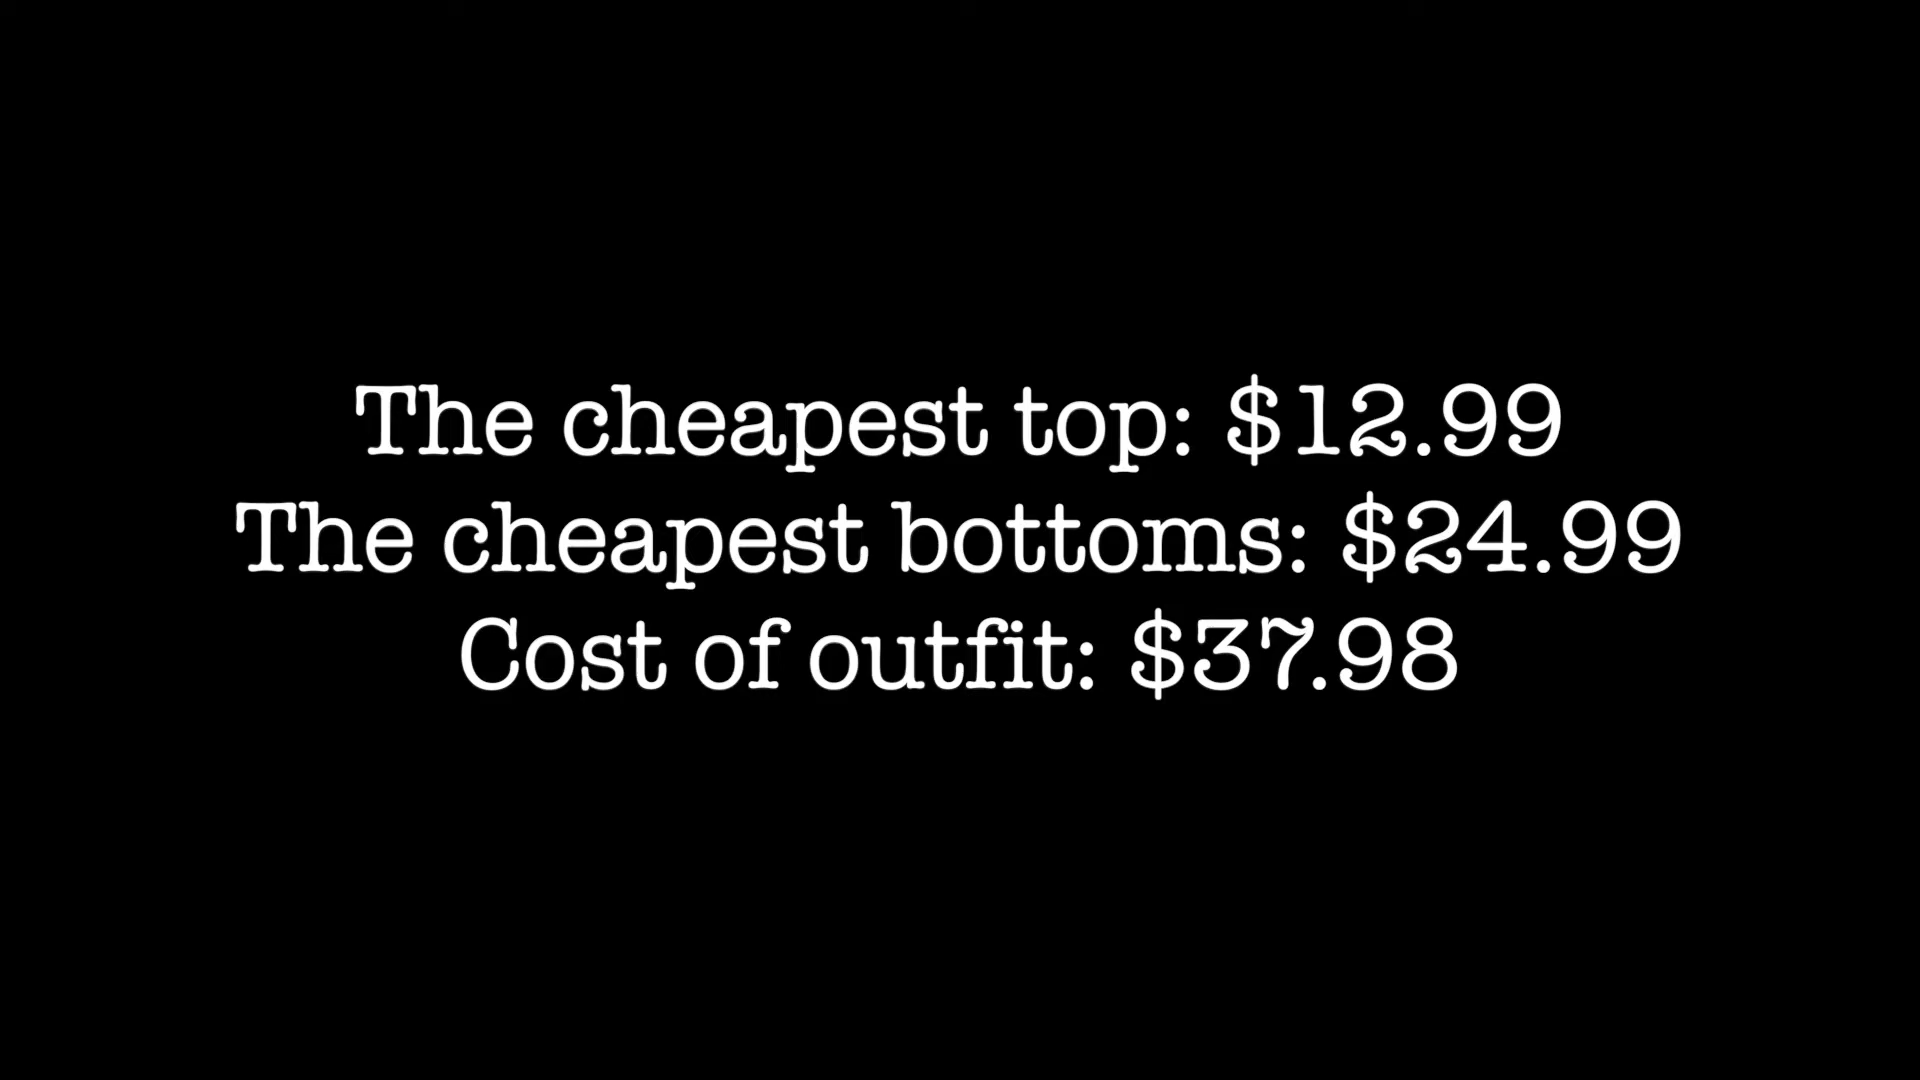 The cheapest top: $12.99
The cheapest bottoms: $24.99
Cost of outfit: $37.98